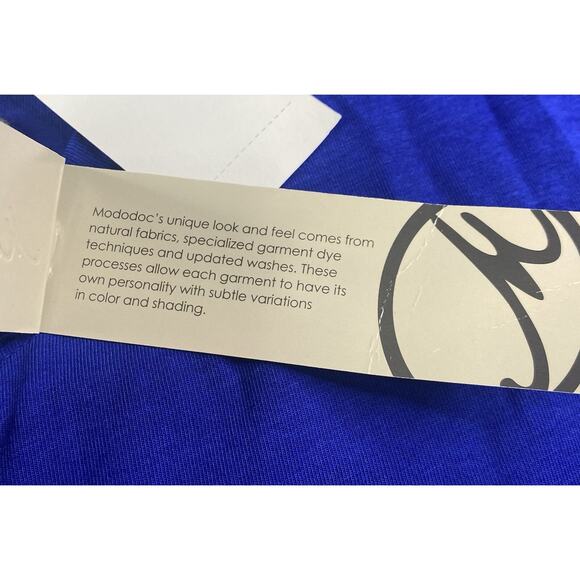 Mododoc's unique look and feel comes from
natural fabrics, specialized garment dye
techniques and updated washes. These
processes allow each garment to have its
own personality with subtle variations
in color and shading.